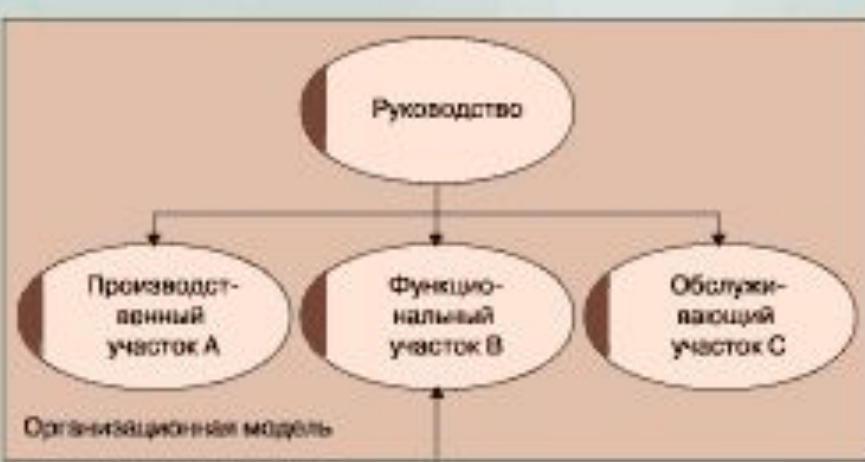 Руководство
Производст-
венный
участок А
Функцио-
нальный
участок В
Обслужи-
вающий
участок С
Организационная модель